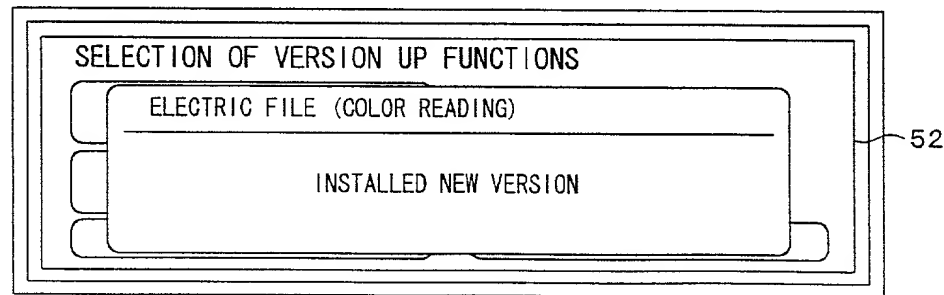 SELECTION OF VERSION UP FUNCTIONS
ELECTRIC FILE (COLOR READING)
INSTALLED NEW VERSION
52